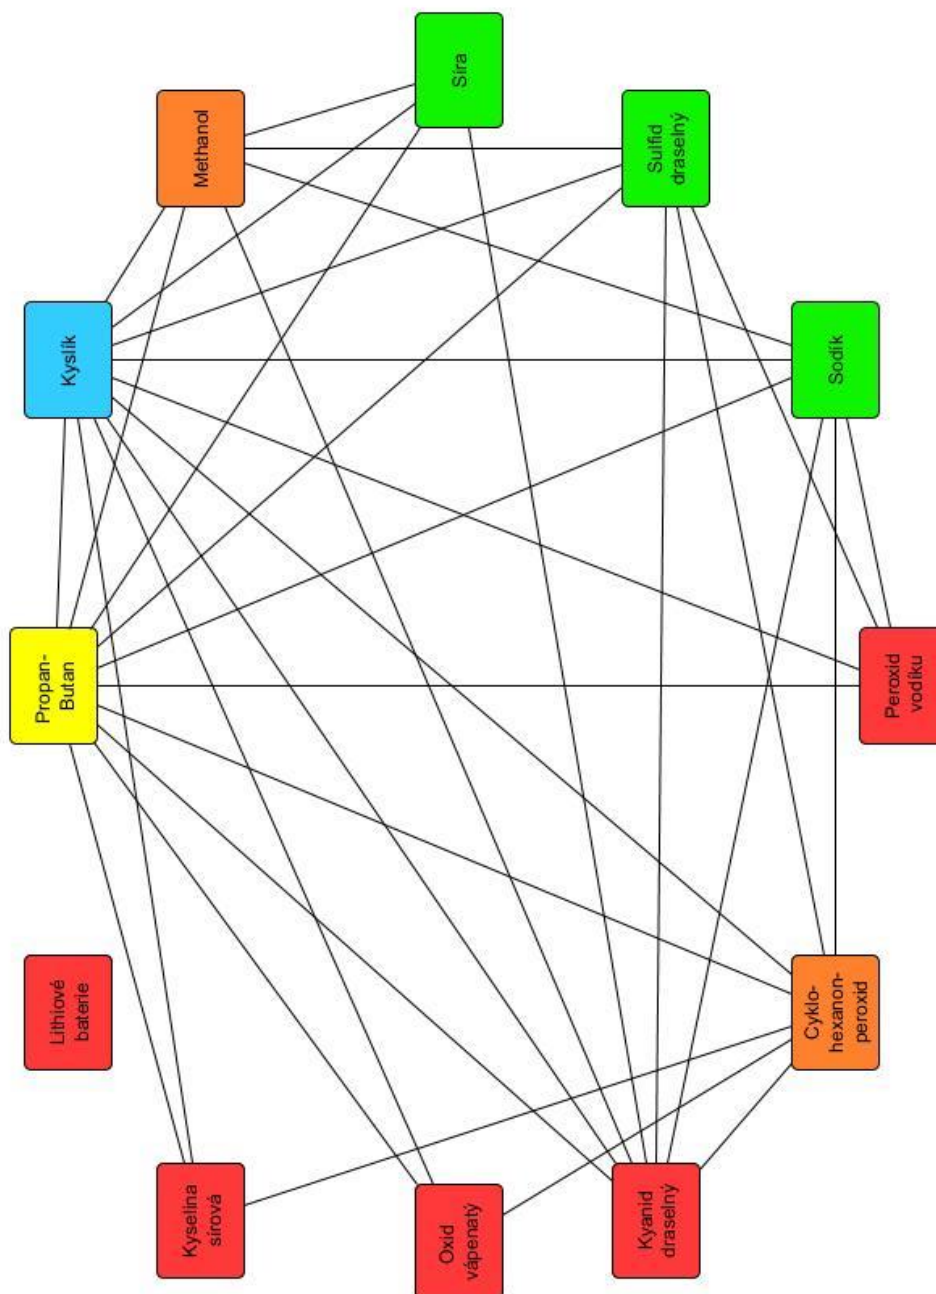 Síra
Methanol
Sulfid
draselný
Kyslík
Sodík
Propan-
Butan
Peroxid
vodíku
Lithiové
baterie
Cyklo-
hexanon-
peroxid
Kyselina
sírová
Oxid
vápenatý
Kyanid
draselný